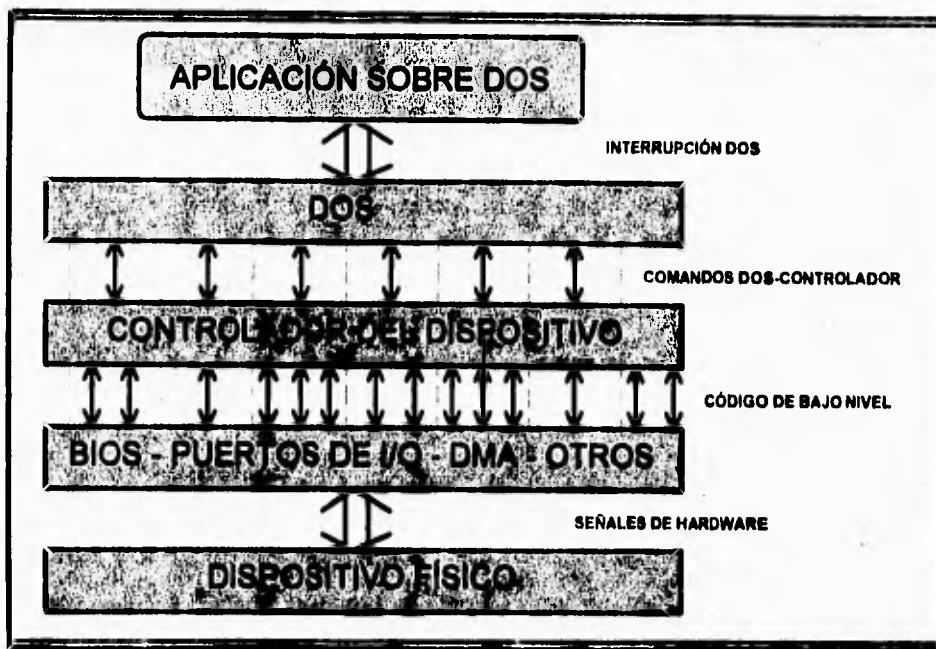 APLICACIÓN SOBRE DOS
INTERRUPCIÓN DOS
DOS
COMANDOS DOS-CONTROLADOR
CONTROLADOR DEL DISPOSITIVO
CÓDIGO DE BAJO NIVEL
BIOS - PUERTOS DE I/O - DMA - OTROS
SEÑALES DE HARDWARE
DISPOSITIVO FÍSICO